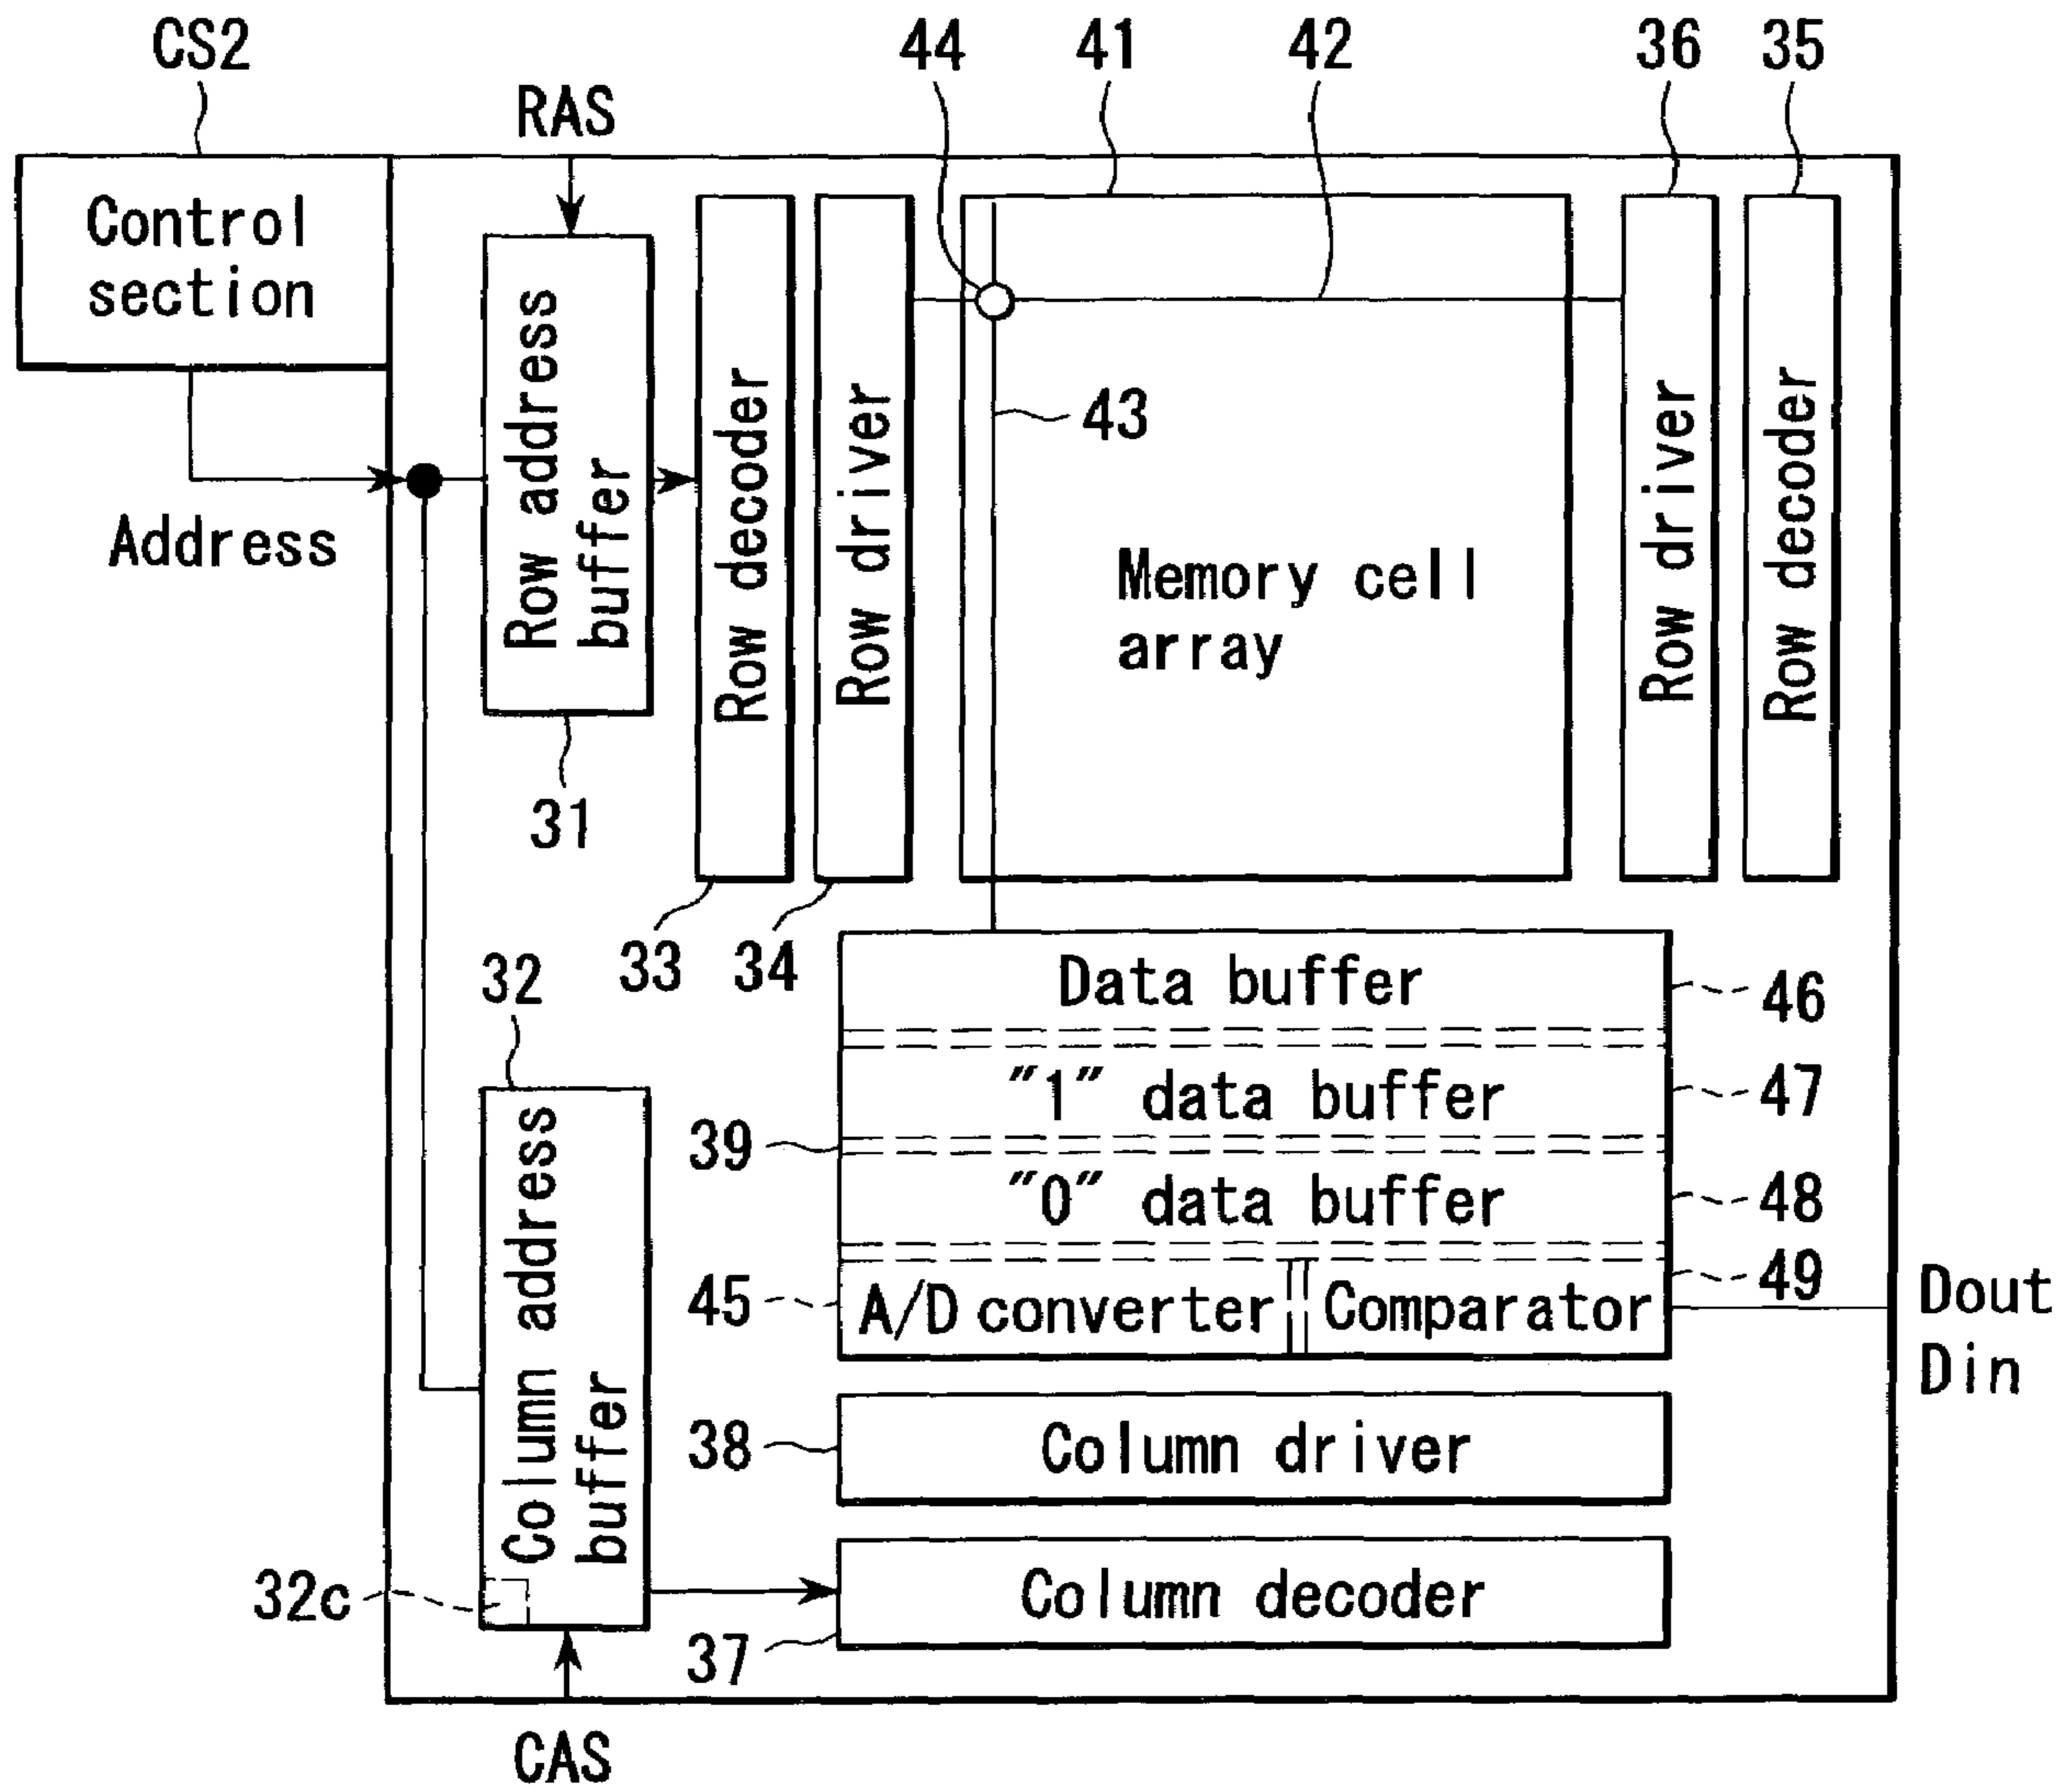 CS2
RAS
44
41
42
36
35
Control
section
Address
Row address
buffer
31
Row decoder
33
Row driver
34
43
Memory cell
array
Row driver
Row decoder
32
Column address
buffer
32c
CAS
Data buffer
46
"1" data buffer
47
39
"0" data buffer
48
45
A/D converter
Comparator
49
Dout
Din
38
Column driver
Column decoder
37